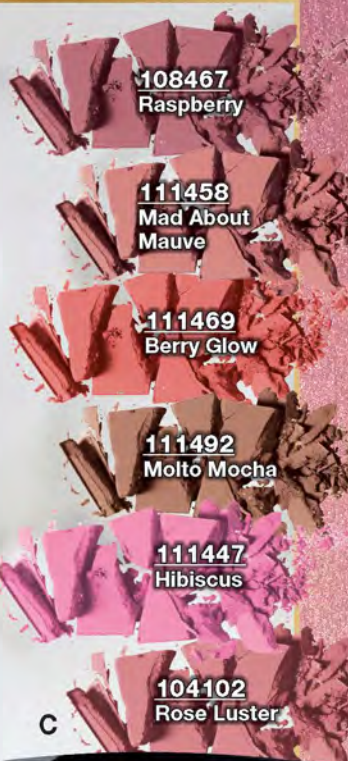 108467
Raspberry
111458
Mad About
Mauve
111469
Berry Glow
111492
Molto Mocha
111447
Hibiscus
104102
Rose Luster
C